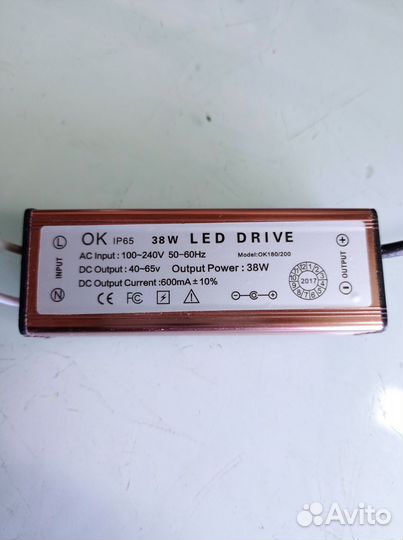 INPUT
L
N
OK IP65 38W LED DRIVE
AC Input : 100~240V 50~60Hz Model:OK180/200
DC Output : 40~65v Output Power : 38W
DC Output Current :600mA±10%
CE FC
2017
OUTPUT
+
−
Avito